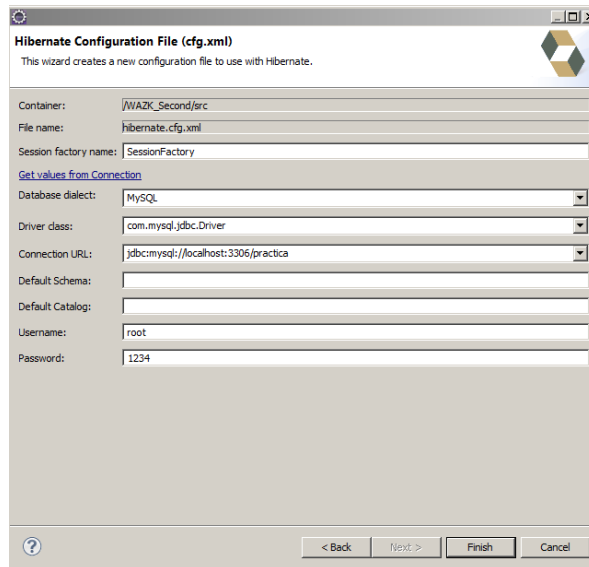 Hibernate Configuration File (cfg.xml)
This wizard creates a new configuration file to use with Hibernate.
Container: /WAZK_Second/src
File name: hibernate.cfg.xml
Session factory name: SessionFactory
Get values from Connection
Database dialect: MySQL
Driver class: com.mysql.jdbc.Driver
Connection URL: jdbc:mysql://localhost:3306/practica
Default Schema:
Default Catalog:
Username: root
Password: 1234
? < Back Next > Finish Cancel